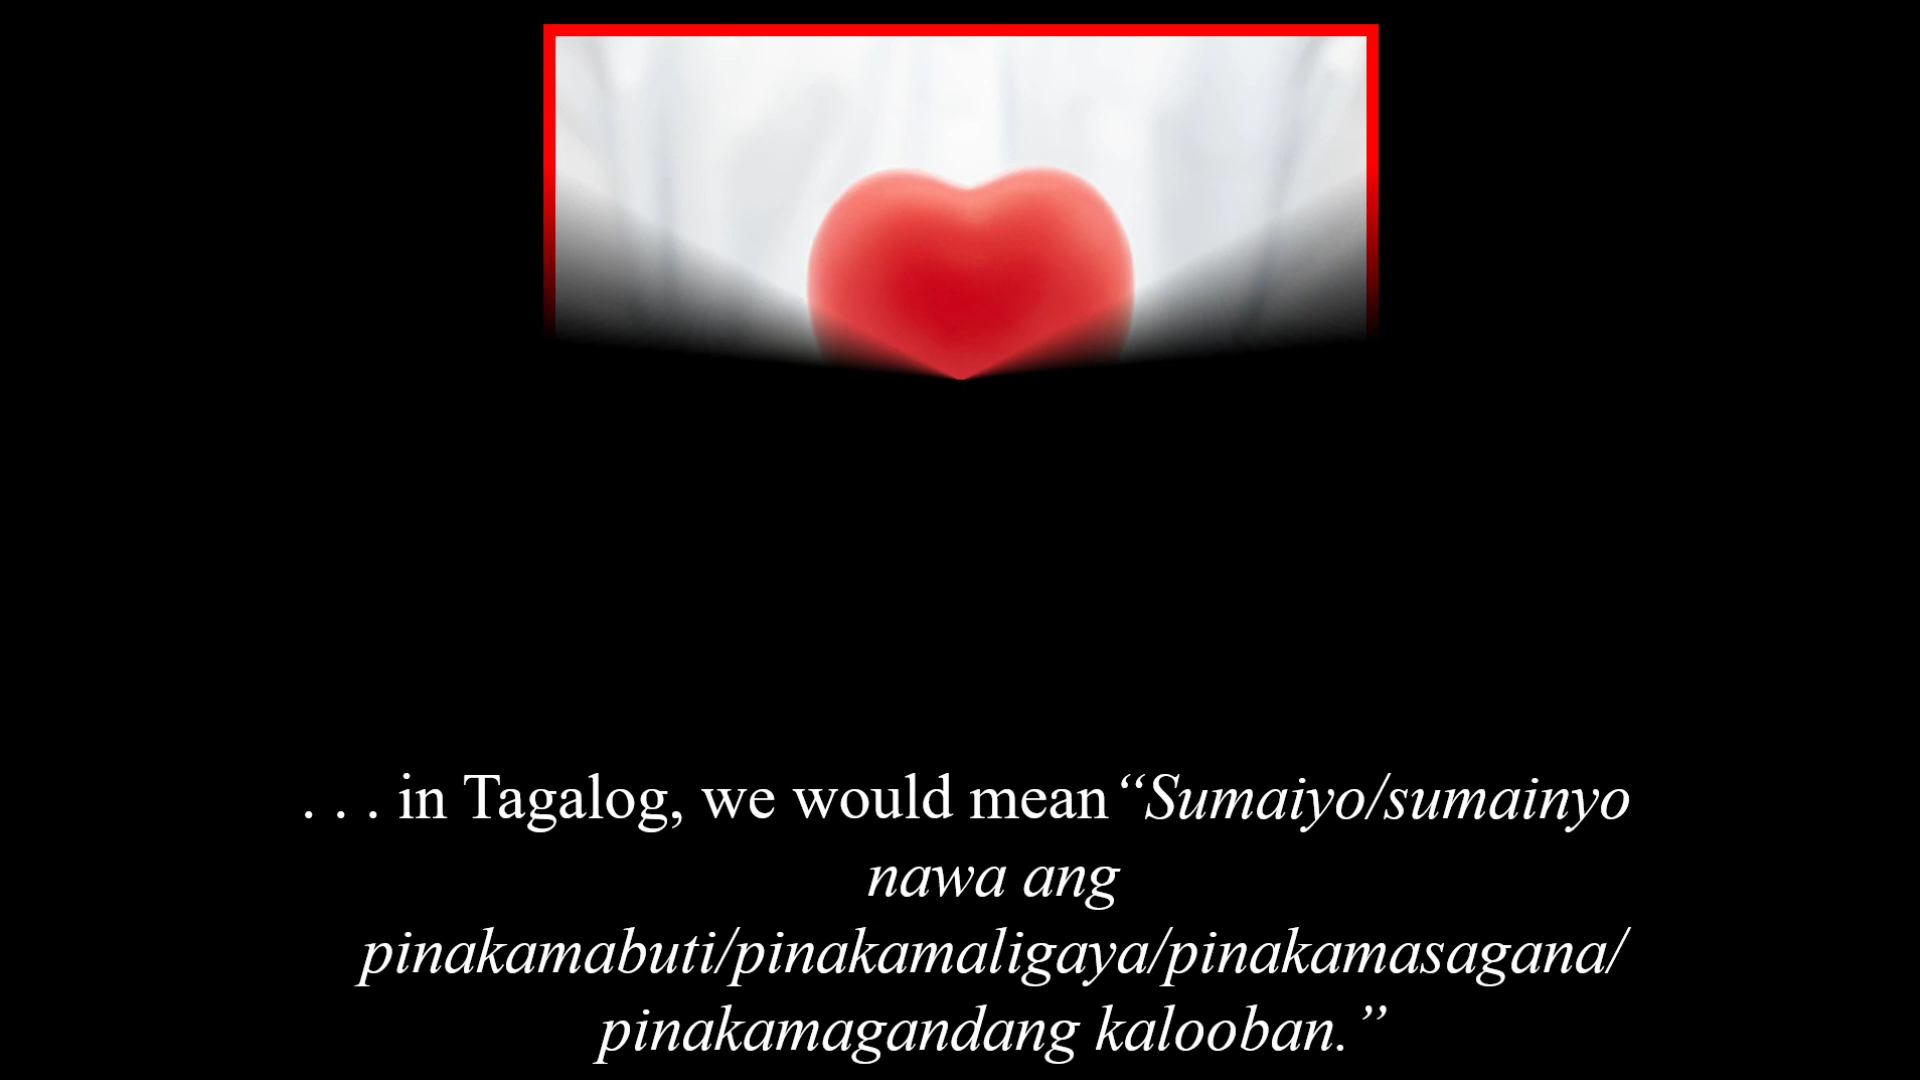 . . . in Tagalog, we would mean “Sumaiyo/sumainyo
nawa ang
pinakamabuti/pinakamaligaya/pinakamasagana/
pinakamagandang kalooban.”